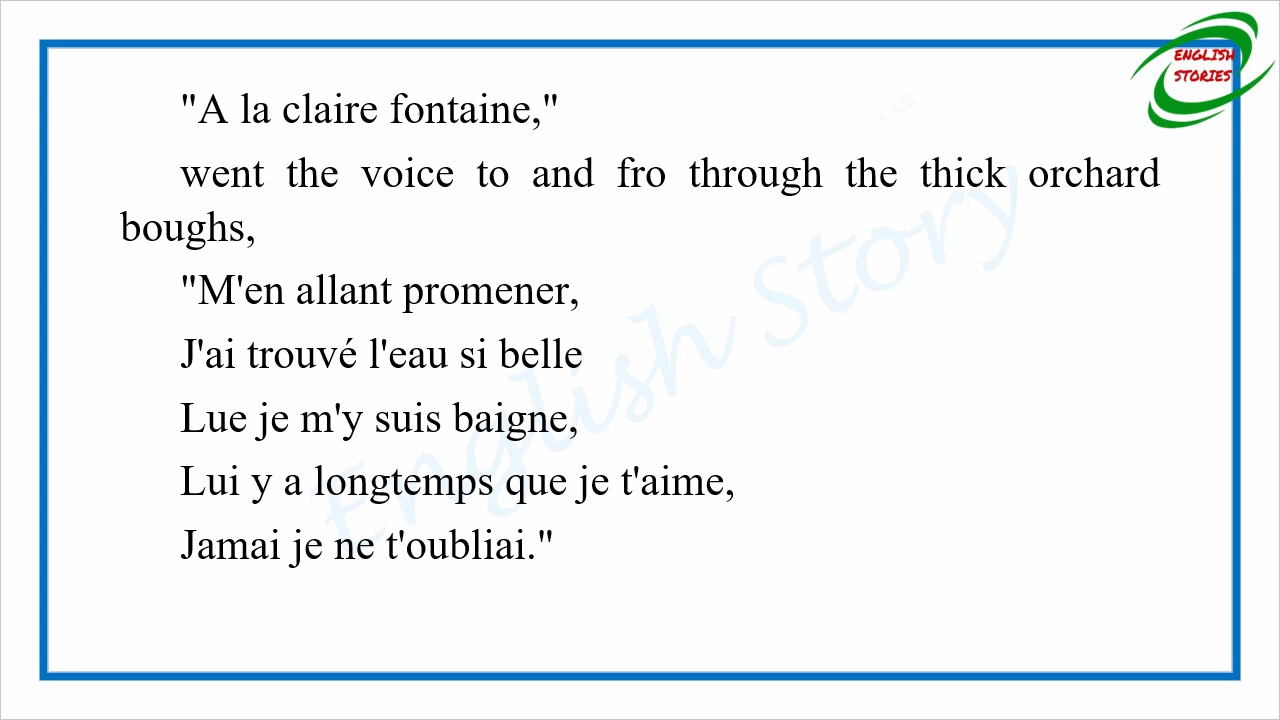 ENGLISH
STORIES
"A la claire fontaine,"
went the voice to and fro through the thick orchard
boughs,
"M'en allant promener,
J'ai trouvé l'eau si belle
Lue je m'y suis baigne,
Lui y a longtemps que je t'aime,
Jamai je ne t'oubliai."
English Story